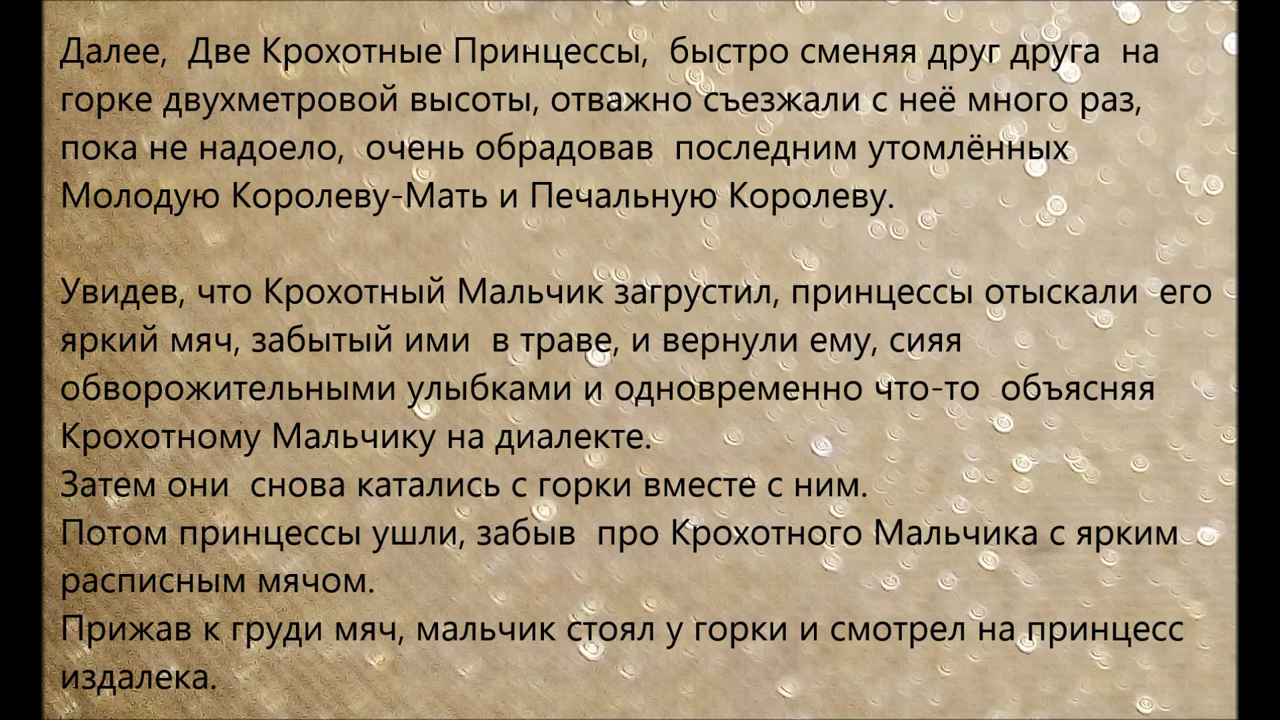 Далее,  Две Крохотные Принцессы,  быстро сменяя друг друга  на
горке двухметровой высоты, отважно съезжали с неё много раз,
пока не надоело,  очень обрадовав  последним утомлённых
Молодую Королеву-Мать и Печальную Королеву.
Увидев, что Крохотный Мальчик загрустил, принцессы отыскали  его
яркий мяч, забытый ими  в траве, и вернули ему, сияя
обворожительными улыбками и одновременно что-то  объясняя
Крохотному Мальчику на диалекте.
Затем они  снова катались с горки вместе с ним.
Потом принцессы ушли, забыв  про Крохотного Мальчика с ярким
расписным мячом.
Прижав к груди мяч, мальчик стоял у горки и смотрел на принцесс
издалека.